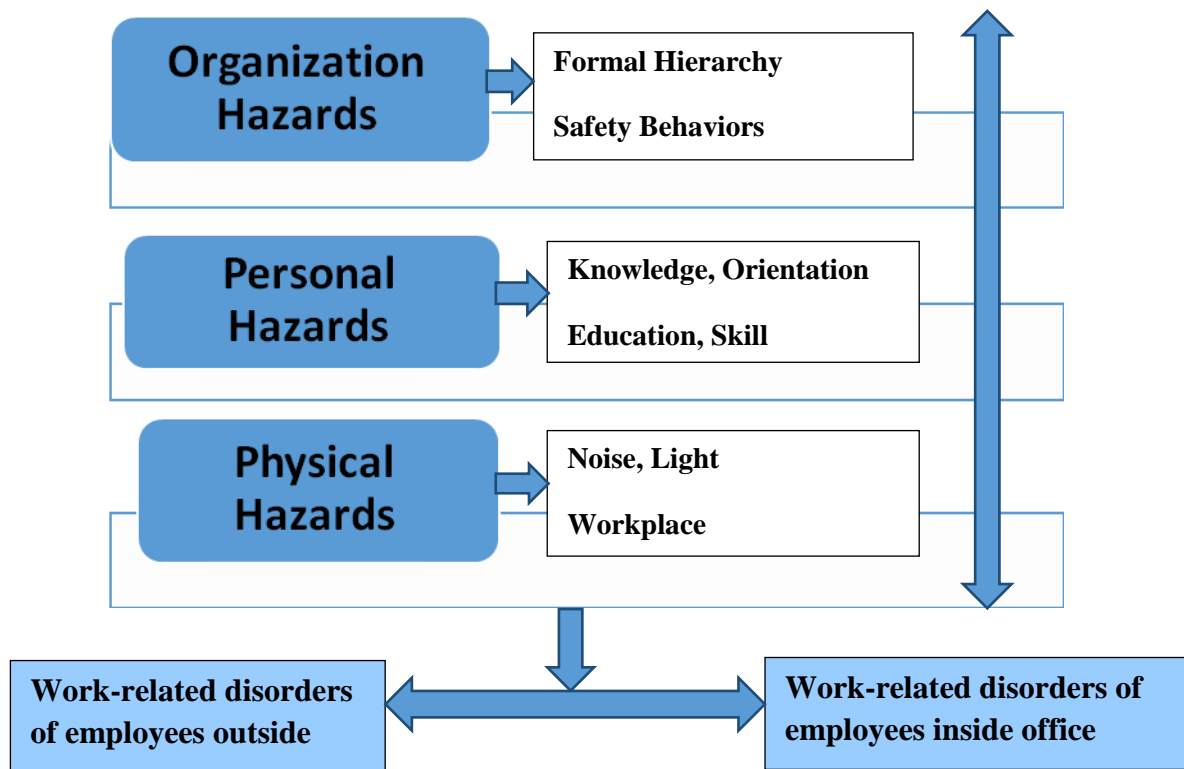 Organization
Hazards
Formal Hierarchy
Safety Behaviors
Personal
Hazards
Knowledge, Orientation
Education, Skill
Physical
Hazards
Noise, Light
Workplace
Work-related disorders
of employees outside
Work-related disorders of
employees inside office